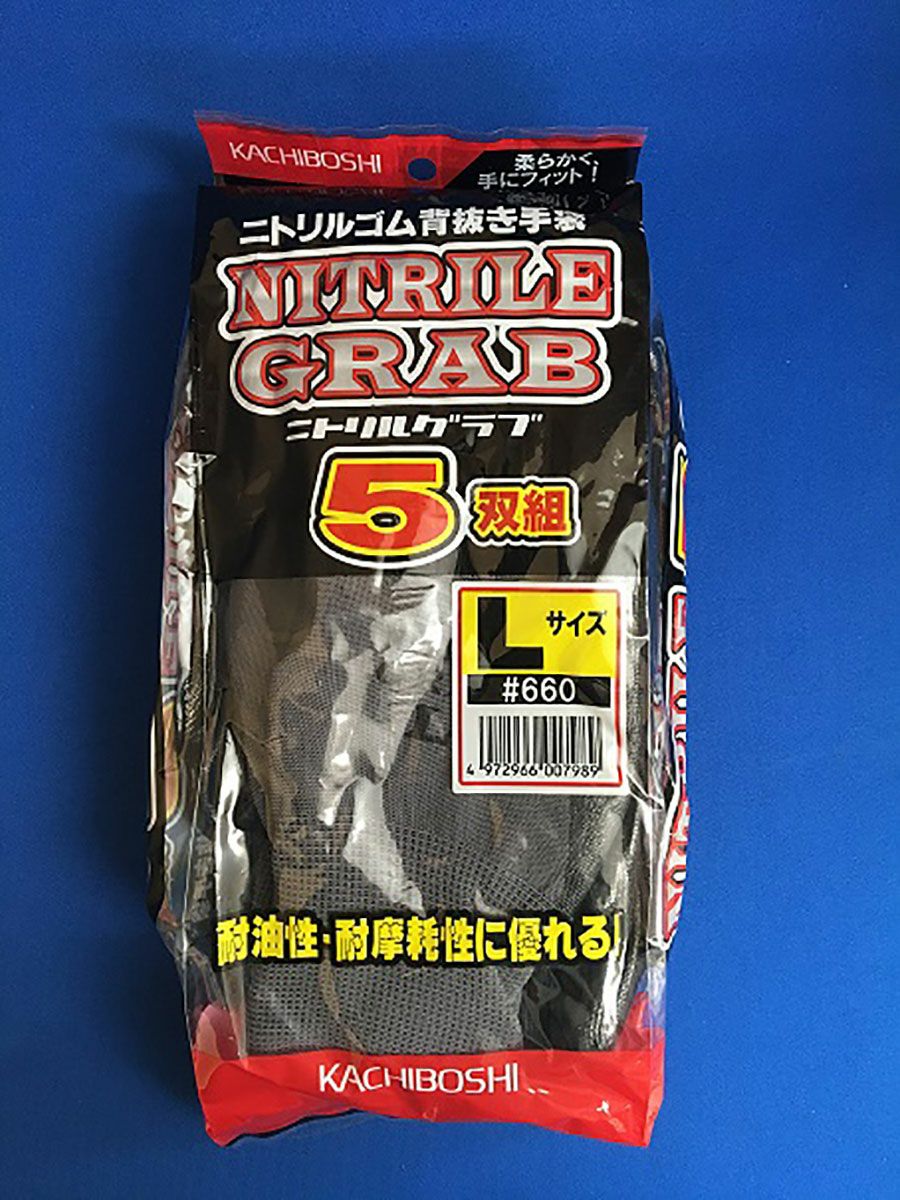 KACHIBOSHI
柔らかく、
手にフィット!
ニトリルゴム背抜き手袋
NITRILE
GRAB
ニトリルグラブ
5双組
L サイズ
#660
4 972966 007989
耐油性・耐摩耗性に優れる!
KACHIBOSHI